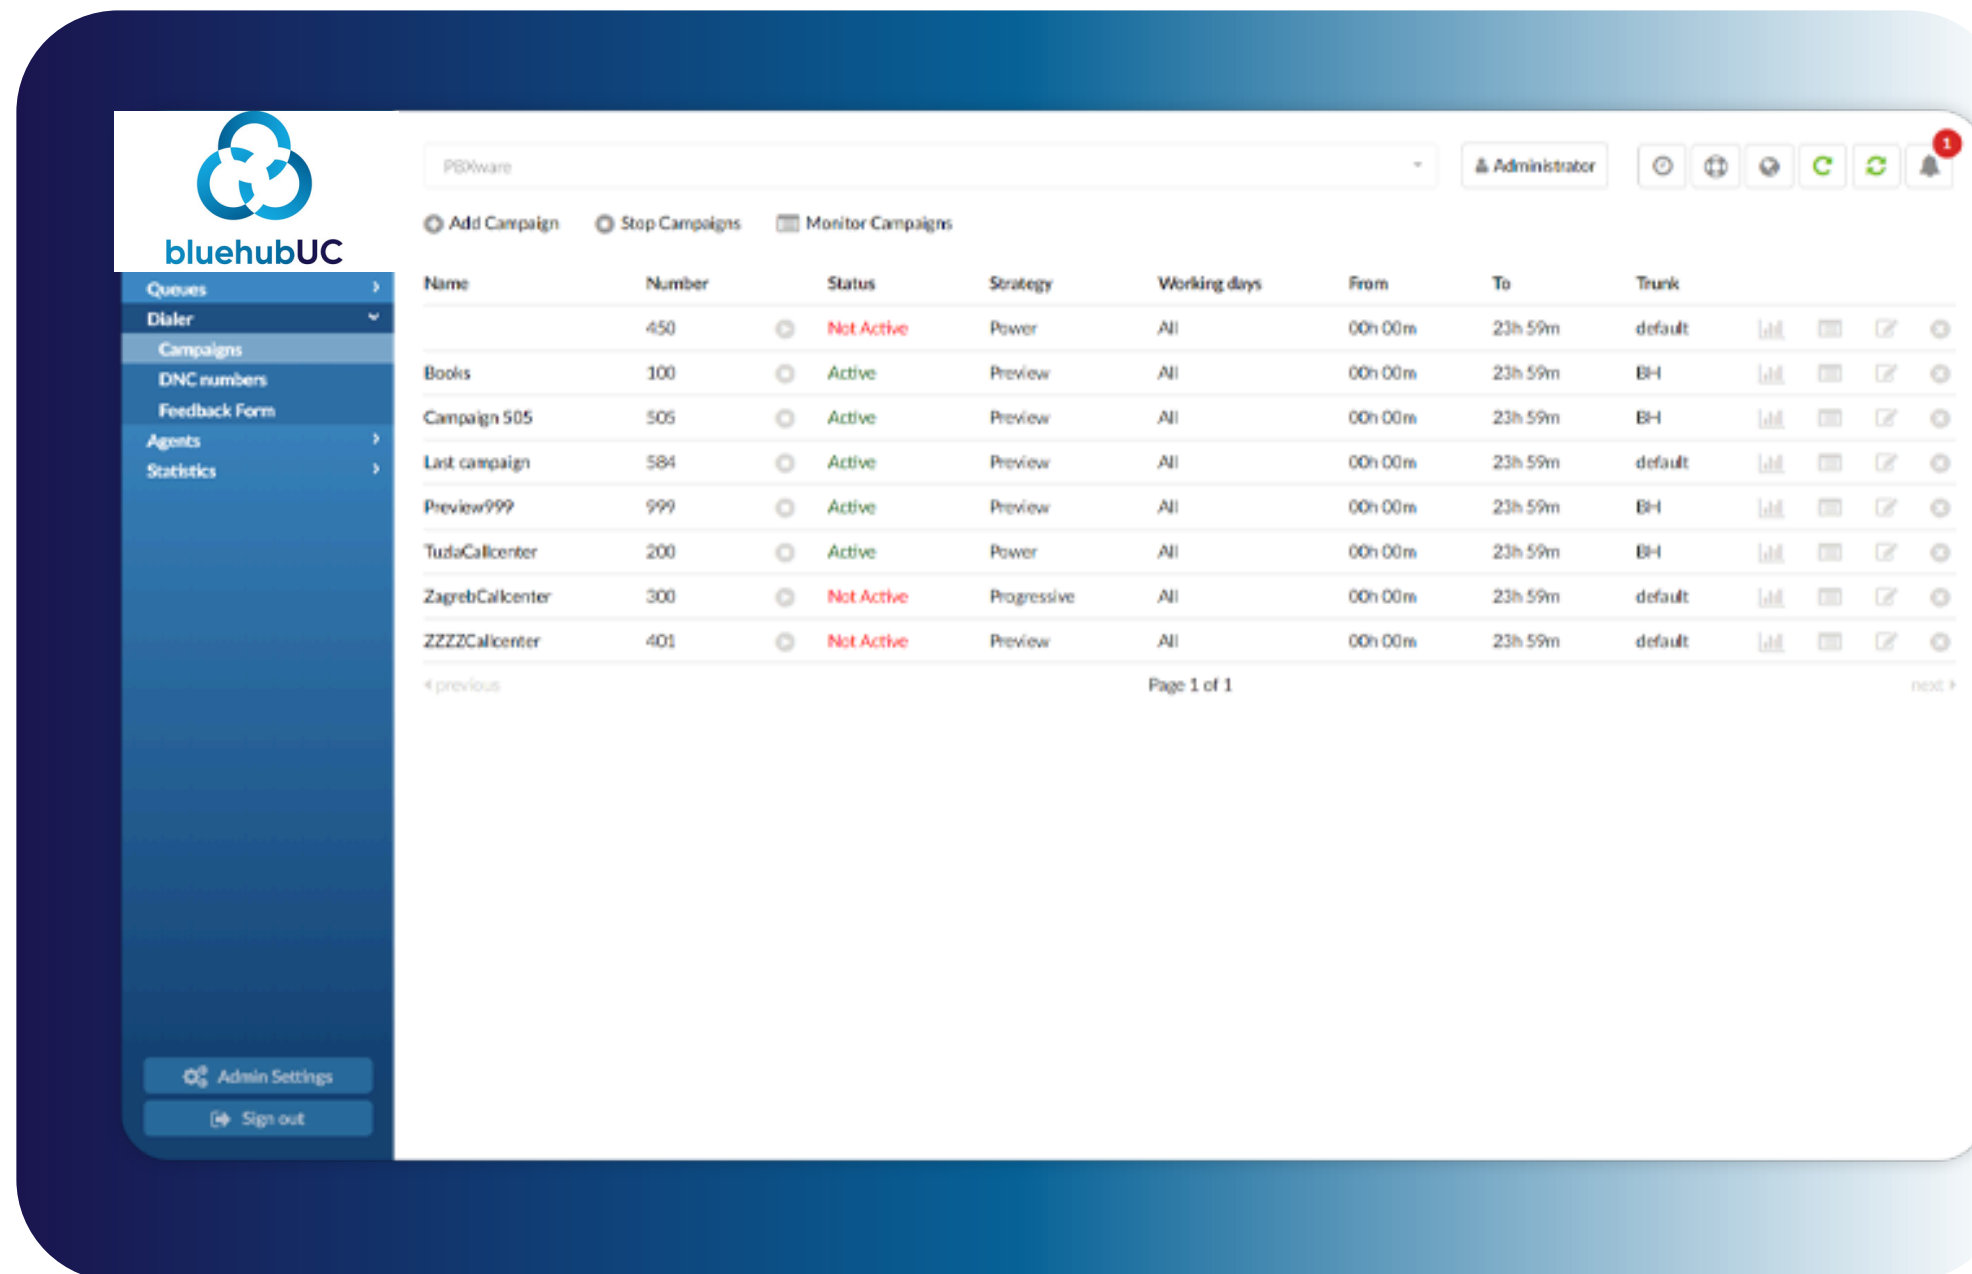 bluehubUC
PBXware
Administrator
1
Add Campaign Stop Campaigns Monitor Campaigns
Queues
Dialer
Campaigns
DNC numbers
Feedback Form
Agents
Statistics
Name Number Status Strategy Working days From To Trunk
450 Not Active Power All 00h 00m 23h 59m default
Books 100 Active Preview All 00h 00m 23h 59m BH
Campaign 505 505 Active Preview All 00h 00m 23h 59m BH
Last campaign 584 Active Preview All 00h 00m 23h 59m default
Preview999 999 Active Preview All 00h 00m 23h 59m BH
TuzlaCallcenter 200 Active Power All 00h 00m 23h 59m BH
ZagrebCallcenter 300 Not Active Progressive All 00h 00m 23h 59m default
ZZZZCallcenter 401 Not Active Preview All 00h 00m 23h 59m default
previous Page 1 of 1 next
Admin Settings
Sign out